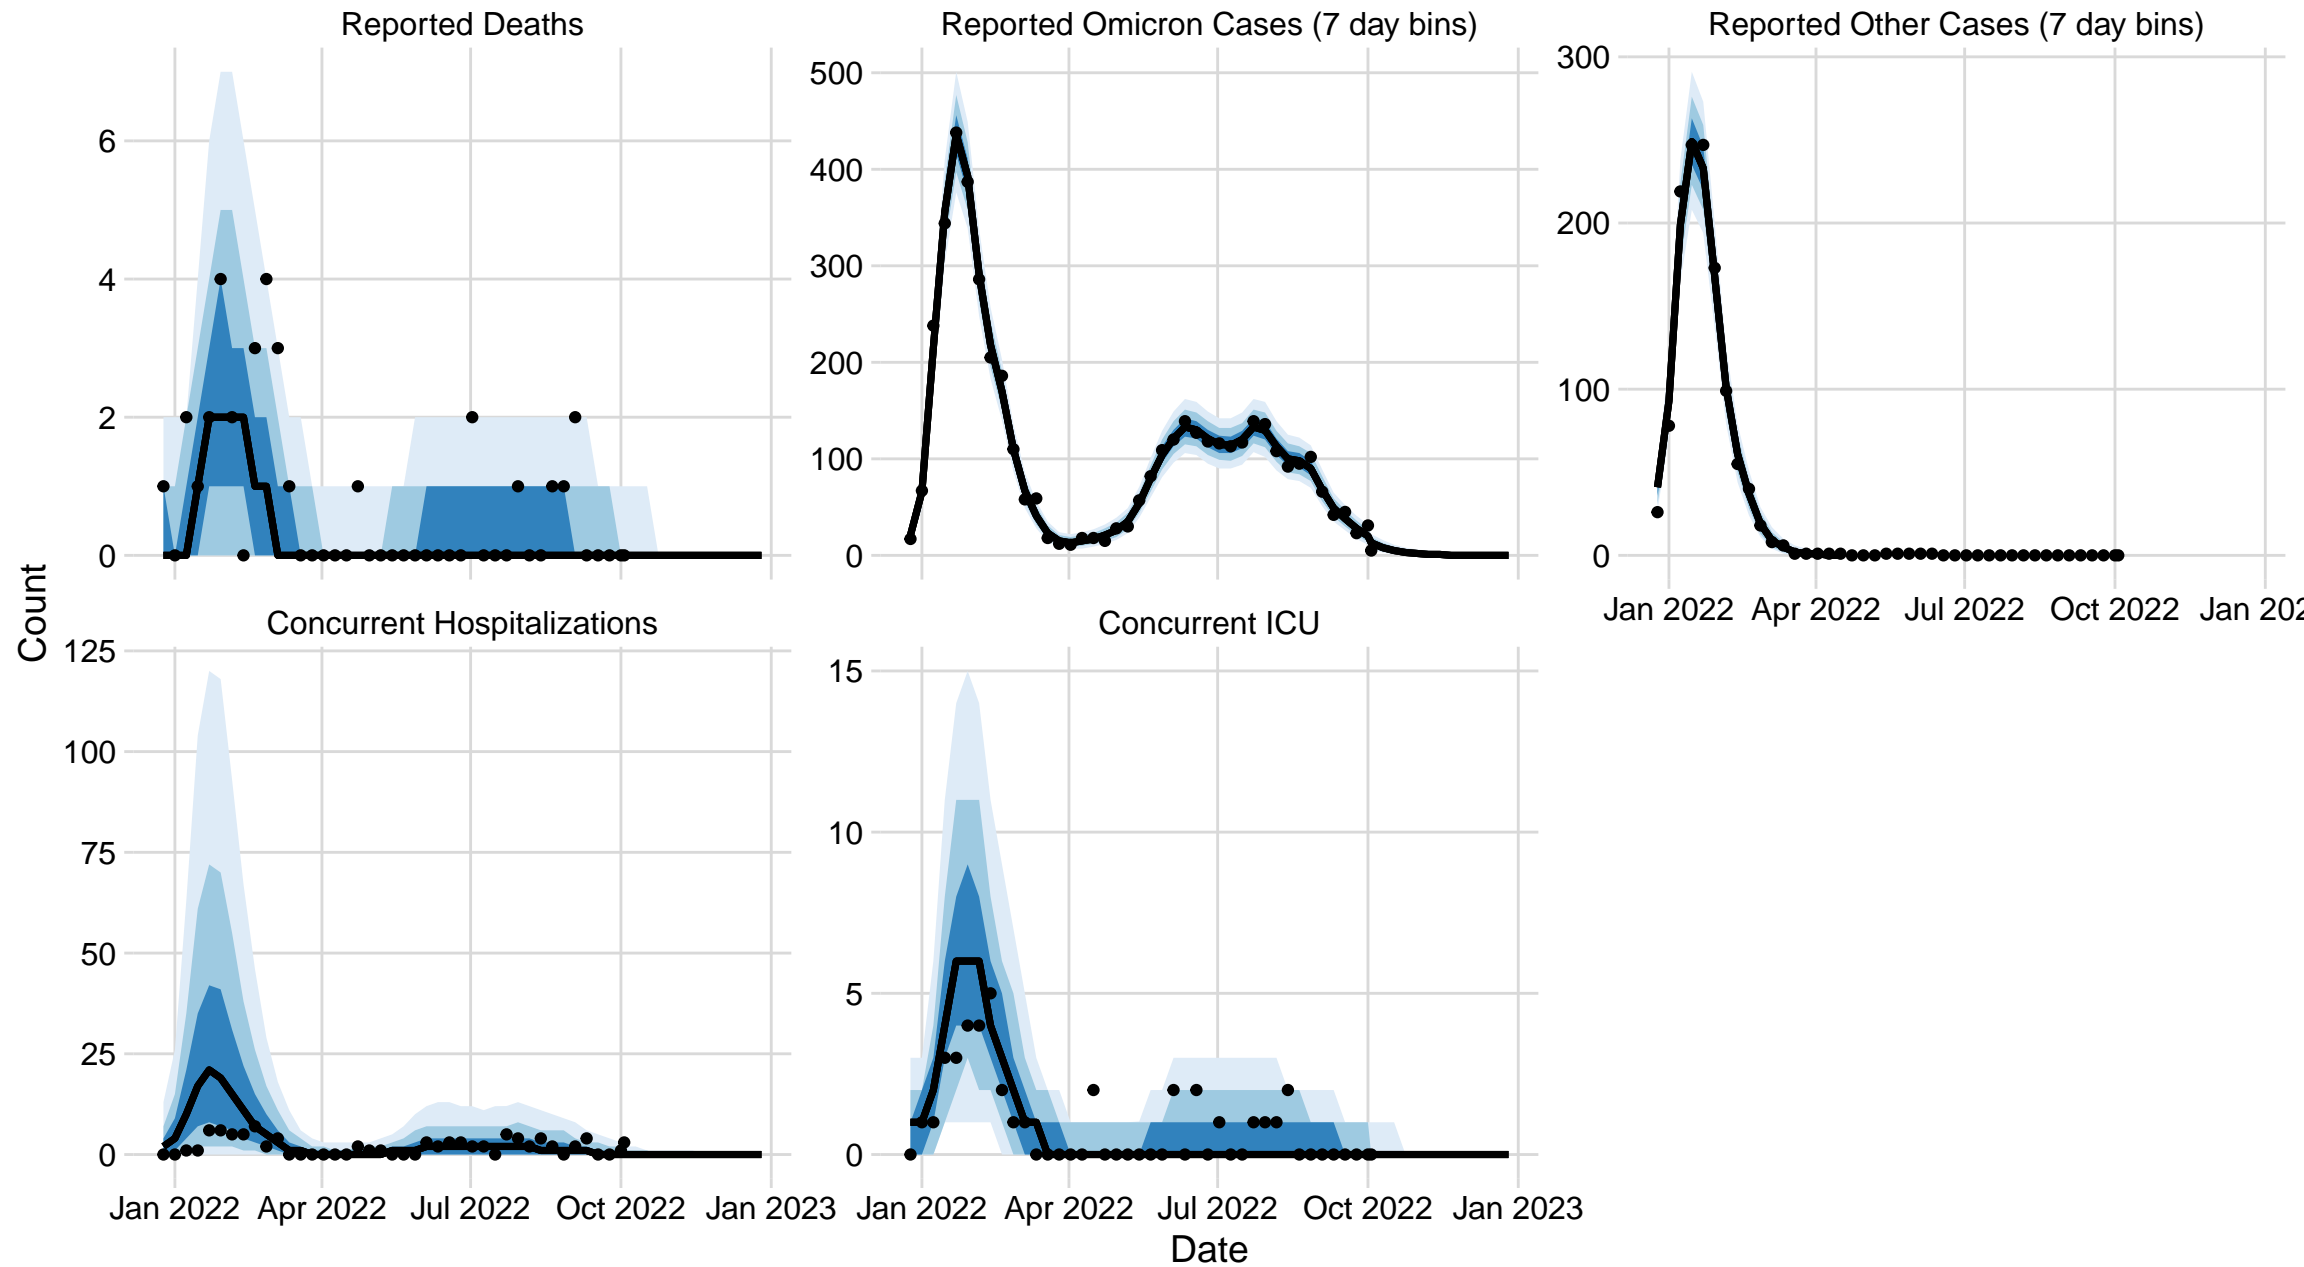 Reported Deaths
Reported Omicron Cases (7 day bins)
Reported Other Cases (7 day bins)
6
4
2
0
500
400
300
200
100
0
300
200
100
0
Jan 2022 Apr 2022 Jul 2022 Oct 2022 Jan 202
Count
Concurrent Hospitalizations
Concurrent ICU
125
100
75
50
25
0
15
10
5
0
Jan 2022 Apr 2022 Jul 2022 Oct 2022 Jan 2023
Jan 2022 Apr 2022 Jul 2022 Oct 2022 Jan 2023
Date